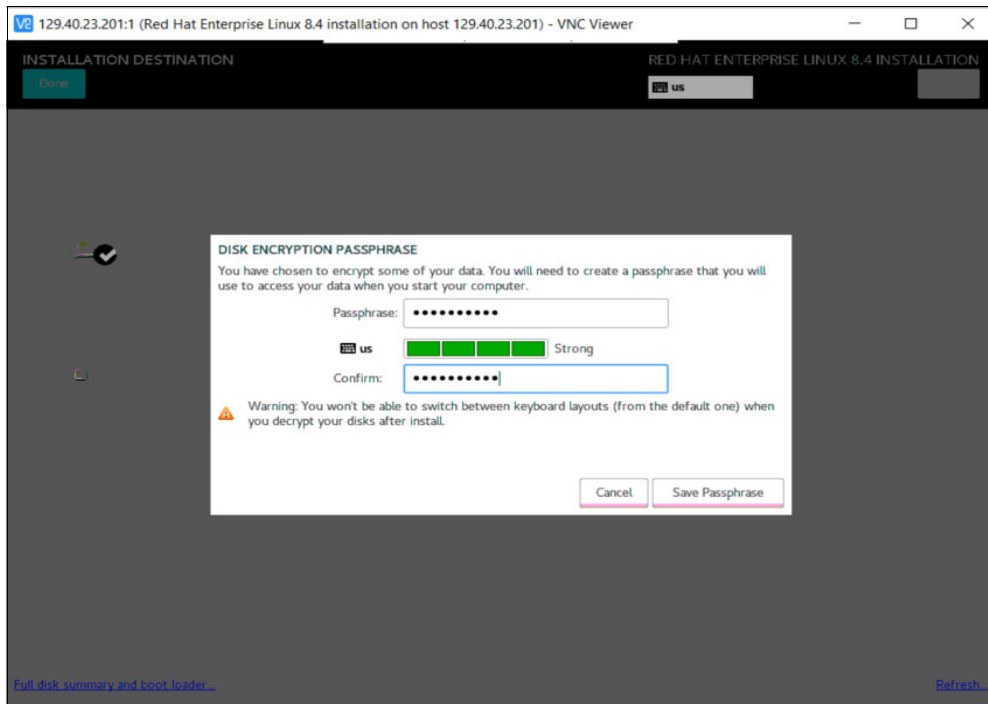 129.40.23.201:1 (Red Hat Enterprise Linux 8.4 installation on host 129.40.23.201) - VNC Viewer
INSTALLATION DESTINATION
RED HAT ENTERPRISE LINUX 8.4 INSTALLATION
Done
us
DISK ENCRYPTION PASSPHRASE
You have chosen to encrypt some of your data. You will need to create a passphrase that you will
use to access your data when you start your computer.
Passphrase: ••••••••••
us Strong
Confirm: ••••••••••
Warning: You won't be able to switch between keyboard layouts (from the default one) when
you decrypt your disks after install.
Cancel Save Passphrase
Full disk summary and boot loader... Refresh...